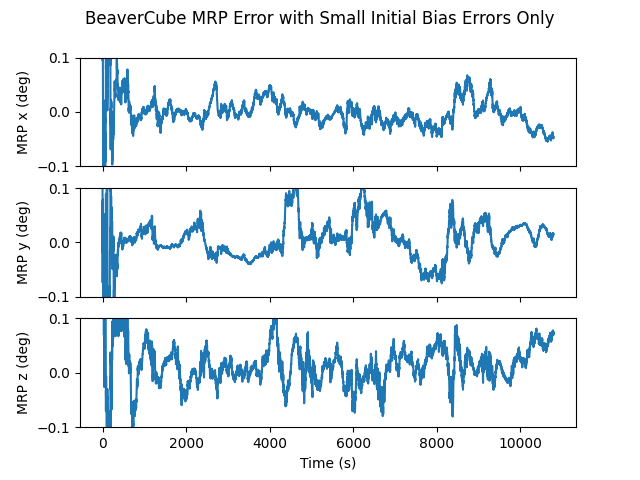 BeaverCube MRP Error with Small Initial Bias Errors Only
0.1
0.0
−0.1
MRP x (deg)
0.1
0.0
−0.1
MRP y (deg)
0.1
0.0
−0.1
MRP z (deg)
0 2000 4000 6000 8000 10000
Time (s)